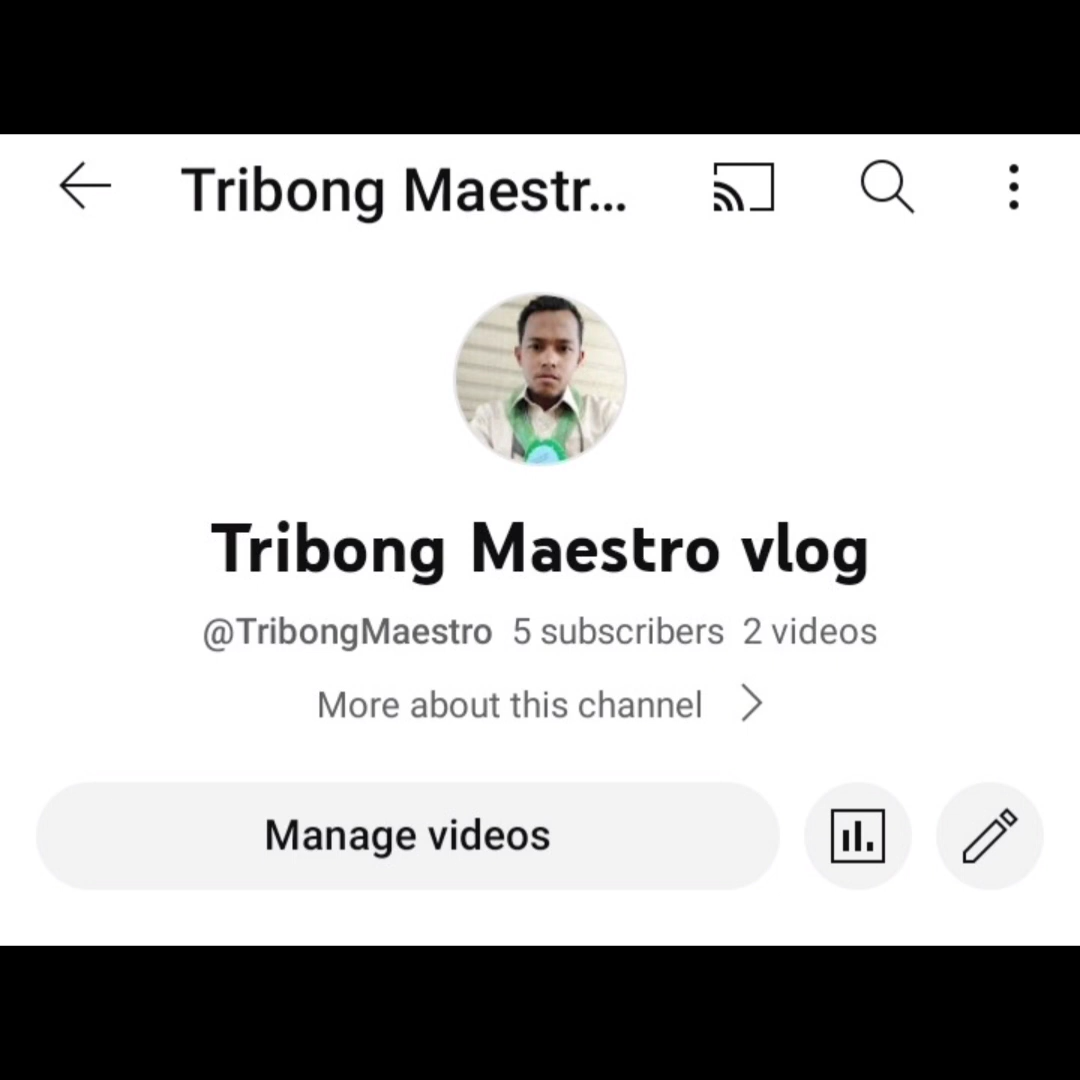 Tribong Maestr...
Tribong Maestro vlog
@TribongMaestro 5 subscribers 2 videos
More about this channel
Manage videos